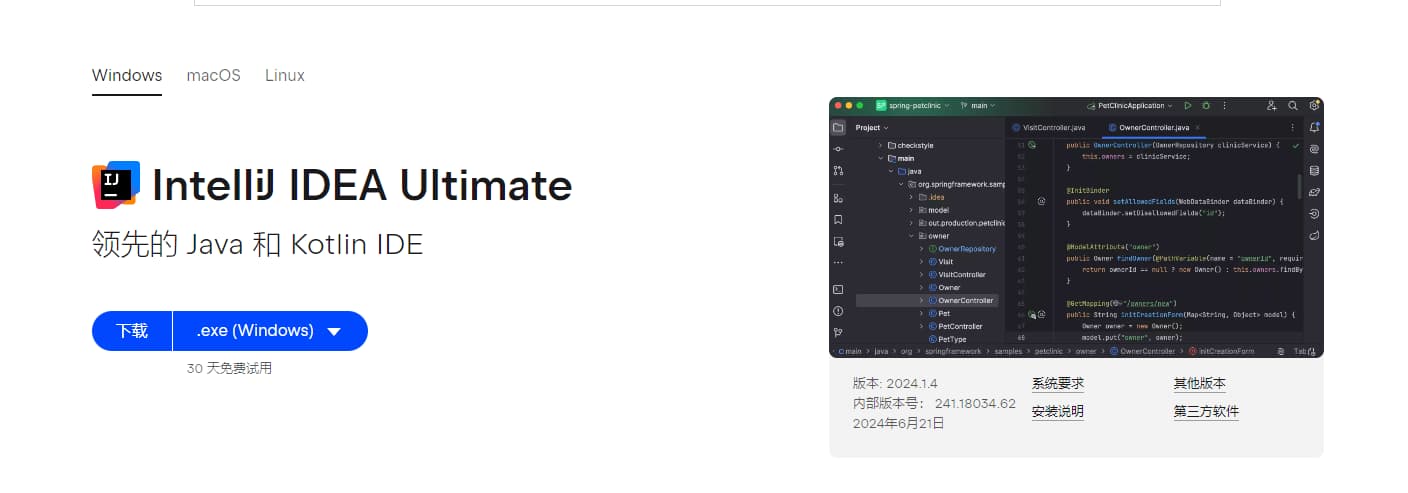 Windows
macOS
Linux
IJ
IntelliJ IDEA Ultimate
领先的 Java 和 Kotlin IDE
下载
.exe (Windows)
30 天免费试用
SP spring-petclinic
main
PetClinicApplication
Project
VisitController.java
OwnerController.java
checkstyle
main
java
org.springframework.samp
.idea
model
out.production.petclinic
owner
OwnerRepository
Visit
VisitController
Owner
OwnerController
Pet
PetController
PetType
public OwnerController(OwnerRepository clinicService) {
this.owners = clinicService;
}
@InitBinder
public void setAllowedFields(WebDataBinder dataBinder) {
dataBinder.setDisallowedFields("id");
}
@ModelAttribute("owner")
public Owner findOwner(@PathVariable(name = "ownerId", requir
return ownerId == null ? new Owner() : this.owners.findBy
}
@GetMapping("/owners/new")
public String initCreationForm(Map<String, Object> model) {
Owner owner = new Owner();
model.put("owner", owner);
main > java > org > springframework > samples > petclinic > owner > OwnerController > initCreationForm
Tab
版本: 2024.1.4
内部版本号： 241.18034.62
2024年6月21日
系统要求
安装说明
其他版本
第三方软件